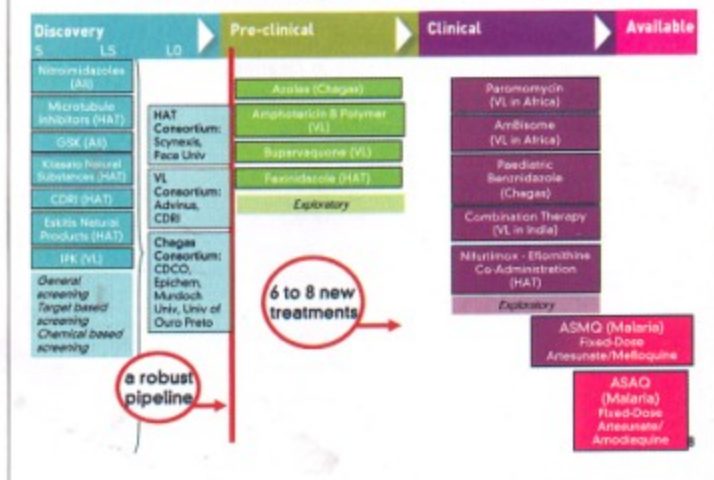 Discovery
Pre-clinical
Clinical
Available
S LS LO
Nitroimidazoles
(All)
Microtubule
Inhibitors (HAT)
GSK (All)
Kitasato Natural
Substances (HAT)
CDRI (HAT)
Eskitis Natural
Products (HAT)
IPK (VL)
General
screening
Target based
screening
Chemical based
screening
HAT
Consortium:
Scynexis,
Pace Univ
VL
Consortium:
Advinus,
CDRI
Chagas
Consortium:
CDCO,
Epichem,
Murdoch
Univ, Univ of
Ouro Preto
a robust
pipeline
Azoles (Chagas)
Amphotericin B Polymer
(VL)
Buparvaquone (VL)
Fexinidazole (HAT)
Exploratory
6 to 8 new
treatments
Paromomycin
(VL in Africa)
AmBisome
(VL in Africa)
Paediatric
Benznidazole
(Chagas)
Combination Therapy
(VL in India)
Nifurtimox - Eflornithine
Co-Administration
(HAT)
Exploratory
ASMQ (Malaria)
Fixed-Dose
Artesunate/Mefloquine
ASAQ
(Malaria)
Fixed-Dose
Artesunate/
Amodiaquine
8